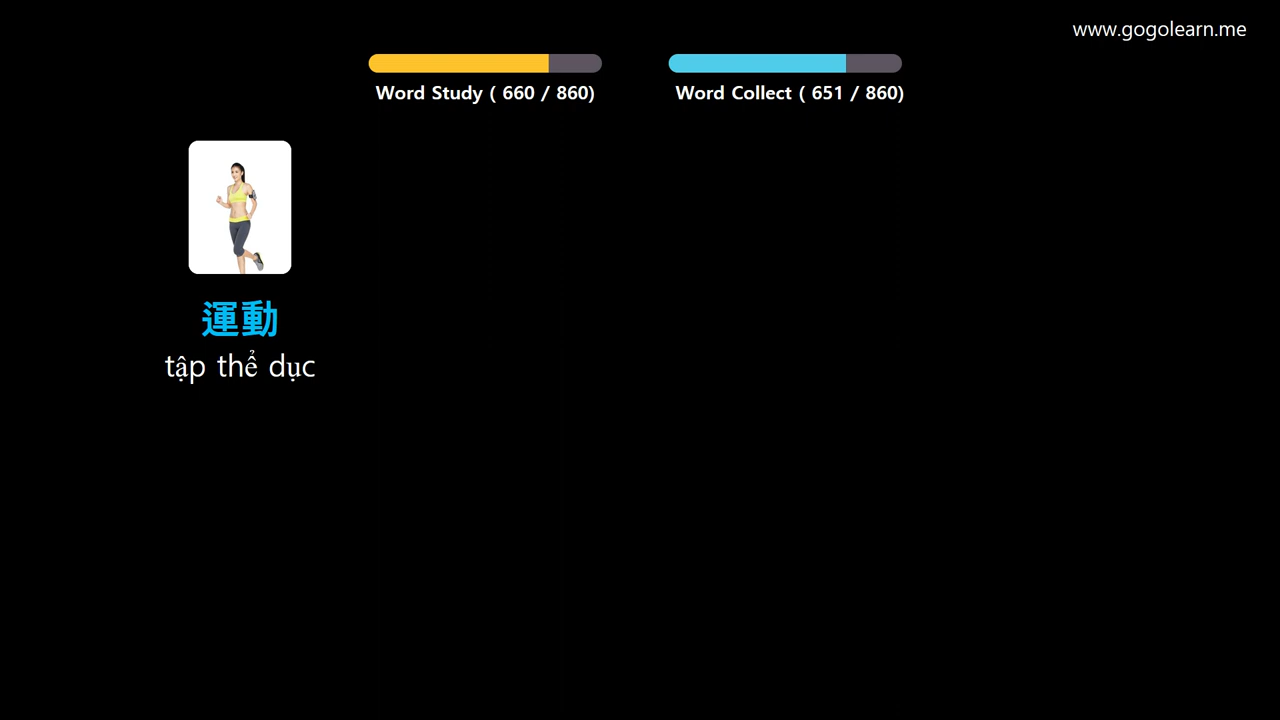 www.gogolearn.me
Word Study ( 660 / 860)
Word Collect ( 651 / 860)
運動
tập thể dục